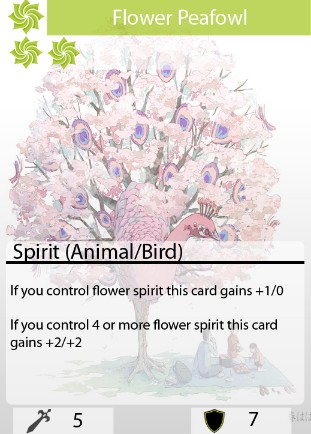 Flower Peafowl
Spirit (Animal/Bird)
If you control flower spirit this card gains +1/0
If you control 4 or more flower spirit this card
gains +2/+2
5
7